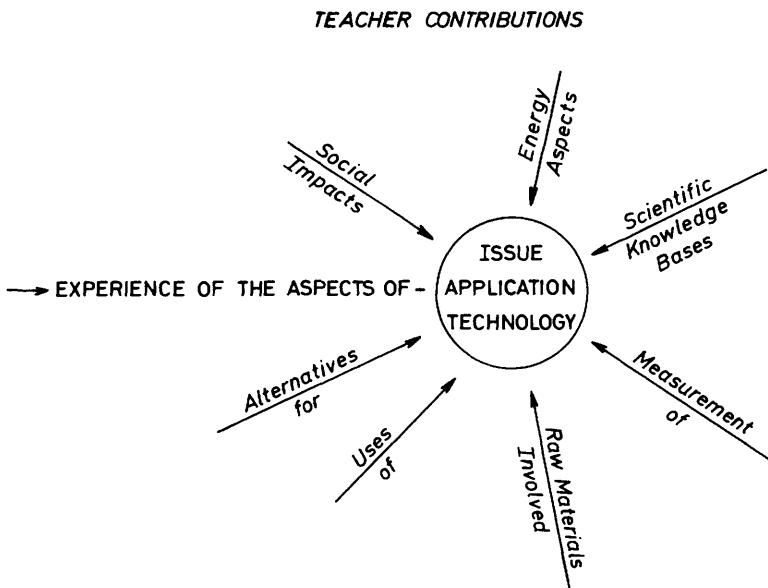 TEACHER CONTRIBUTIONS
Energy
Aspects
Social
Impacts
Scientific
Knowledge
Bases
EXPERIENCE OF THE ASPECTS OF -
ISSUE
APPLICATION
TECHNOLOGY
Alternatives
for
Uses
of
Raw Materials
Involved
Measurement
of